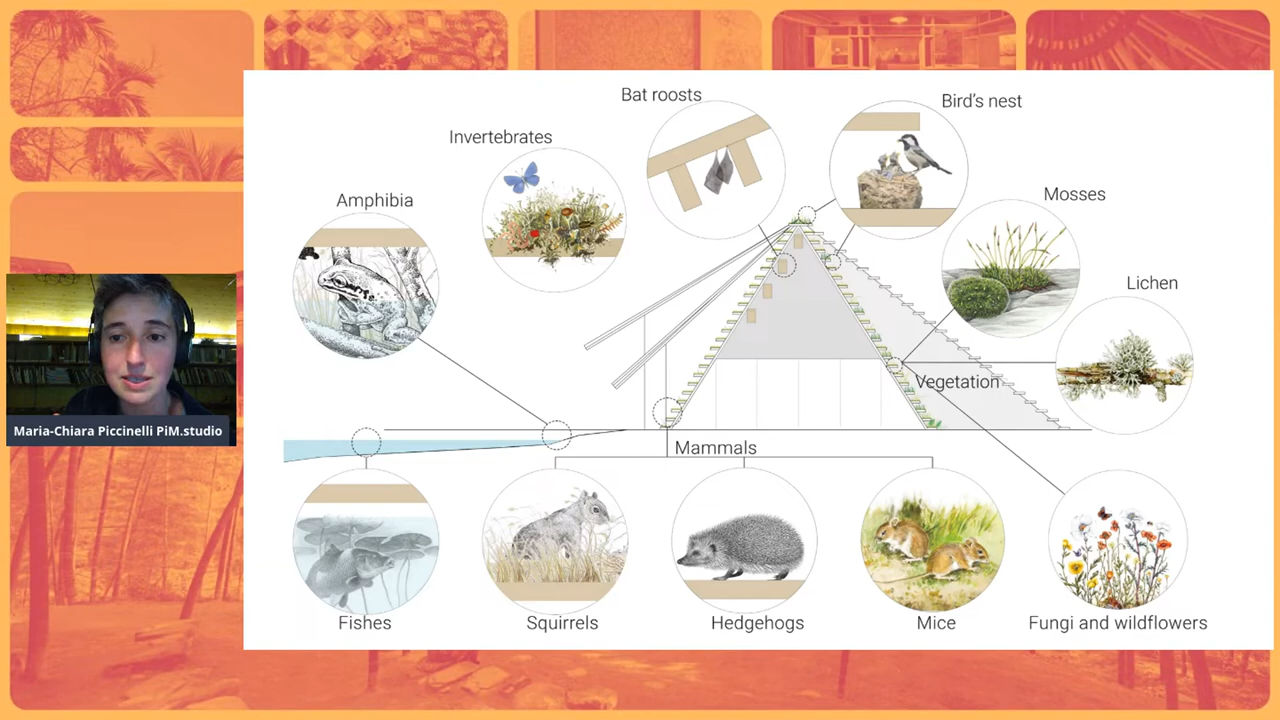 Bat roosts
Bird's nest
Invertebrates
Mosses
Amphibia
Lichen
Vegetation
Maria-Chiara Piccinelli PiM.studio
Mammals
Fishes
Squirrels
Hedgehogs
Mice
Fungi and wildflowers